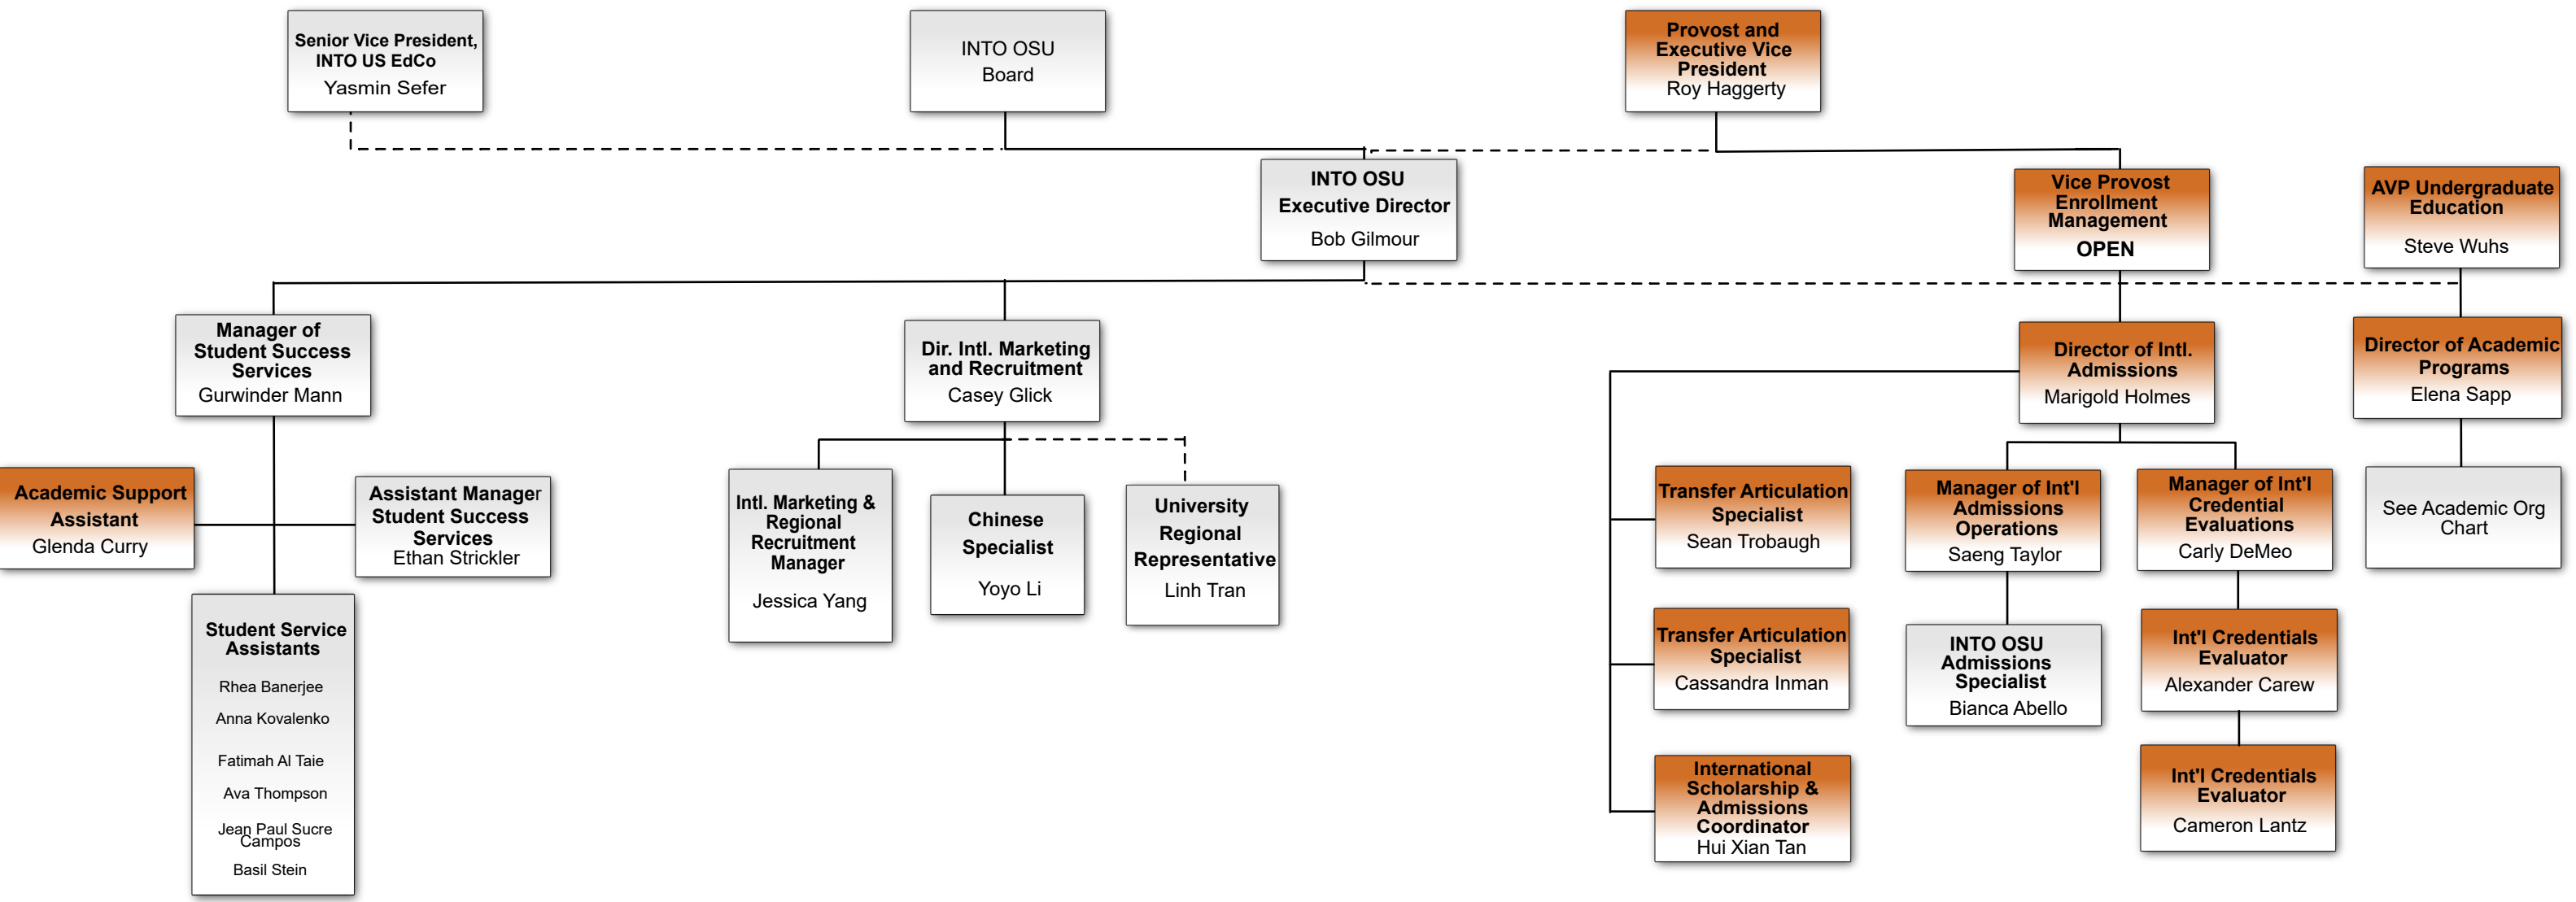 Senior Vice President,
INTO US EdCo
Yasmin Sefer
INTO OSU
Board
Provost and
Executive Vice
President
Roy Haggerty
INTO OSU
Executive Director
Bob Gilmour
Vice Provost
Enrollment
Management
OPEN
AVP Undergraduate
Education
Steve Wuhs
Manager of
Student Success
Services
Gurwinder Mann
Dir. Intl. Marketing
and Recruitment
Casey Glick
Director of Intl.
Admissions
Marigold Holmes
Director of Academic
Programs
Elena Sapp
Academic Support
Assistant
Glenda Curry
Assistant Manager
Student Success
Services
Ethan Strickler
Intl. Marketing &
Regional
Recruitment
Manager
Jessica Yang
Chinese
Specialist
Yoyo Li
University
Regional
Representative
Linh Tran
Transfer Articulation
Specialist
Sean Trobaugh
Manager of Int'l
Admissions
Operations
Saeng Taylor
Manager of Int'l
Credential
Evaluations
Carly DeMeo
See Academic Org
Chart
Student Service
Assistants
Rhea Banerjee
Anna Kovalenko
Fatimah Al Taie
Ava Thompson
Jean Paul Sucre
Campos
Basil Stein
Transfer Articulation
Specialist
Cassandra Inman
INTO OSU
Admissions
Specialist
Bianca Abello
Int'l Credentials
Evaluator
Alexander Carew
International
Scholarship &
Admissions
Coordinator
Hui Xian Tan
Int'l Credentials
Evaluator
Cameron Lantz